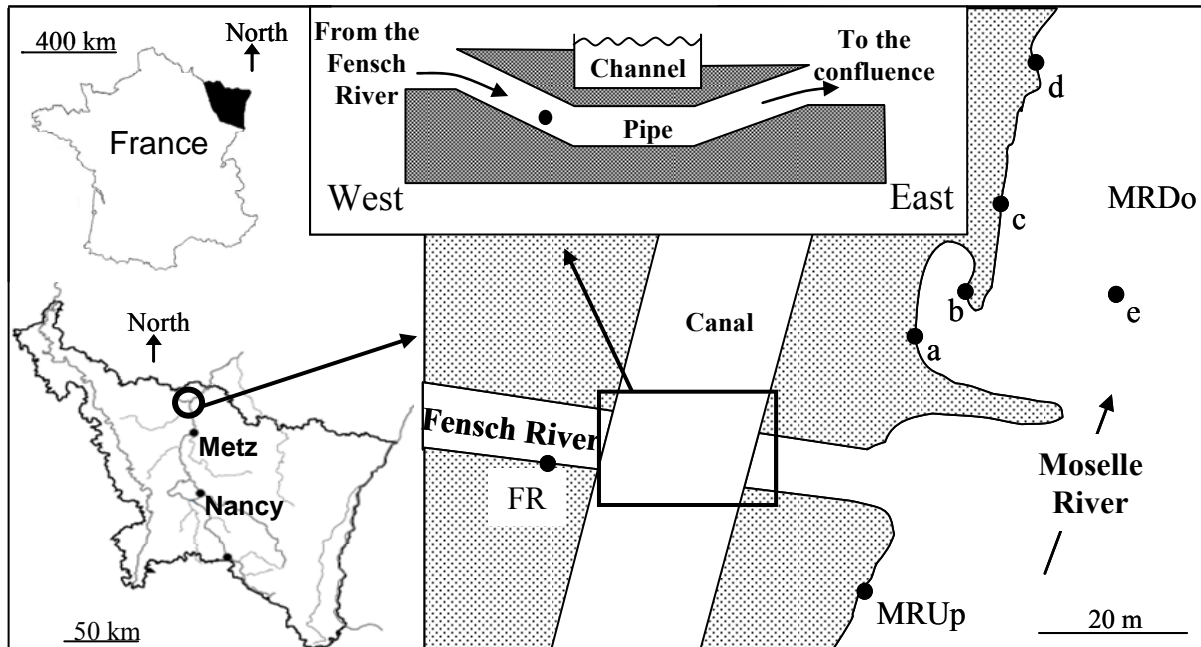 400 km
North
France
North
Metz
Nancy
50 km
From the
Fensch
River
Channel
To the
confluence
Pipe
West
East
Canal
Fensch River
FR
MRUp
a
b
c
d
e
MRDo
Moselle
River
20 m